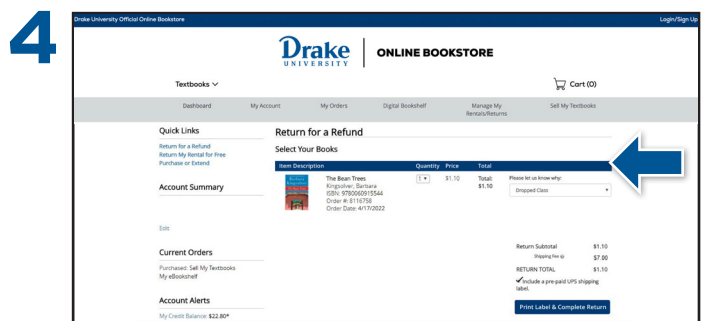 4
Drake University Official Online Bookstore
Login/Sign Up
Drake
UNIVERSITY
ONLINE BOOKSTORE
Textbooks
Cart (0)
Dashboard My Account My Orders Digital Bookshelf Manage My Rentals/Returns Sell My Textbooks
Quick Links
Return for a Refund
Return My Rental for Free
Purchase or Extend
Account Summary
Edit
Current Orders
Purchased: Sell My Textbooks
My eBookshelf
Account Alerts
My Credit Balance: $22.80*
Return for a Refund
Select Your Books
Item Description Quantity Price Total
The Bean Trees
Kingsolver, Barbara
ISBN: 9780060915544
Order #: 8116758
Order Date: 4/17/2022
1
$1.10
Total:
$1.10
Please let us know why:
Dropped Class
Return Subtotal $1.10
Shipping Fee $7.00
RETURN TOTAL $1.10
Include a pre-paid UPS shipping
label.
Print Label & Complete Return